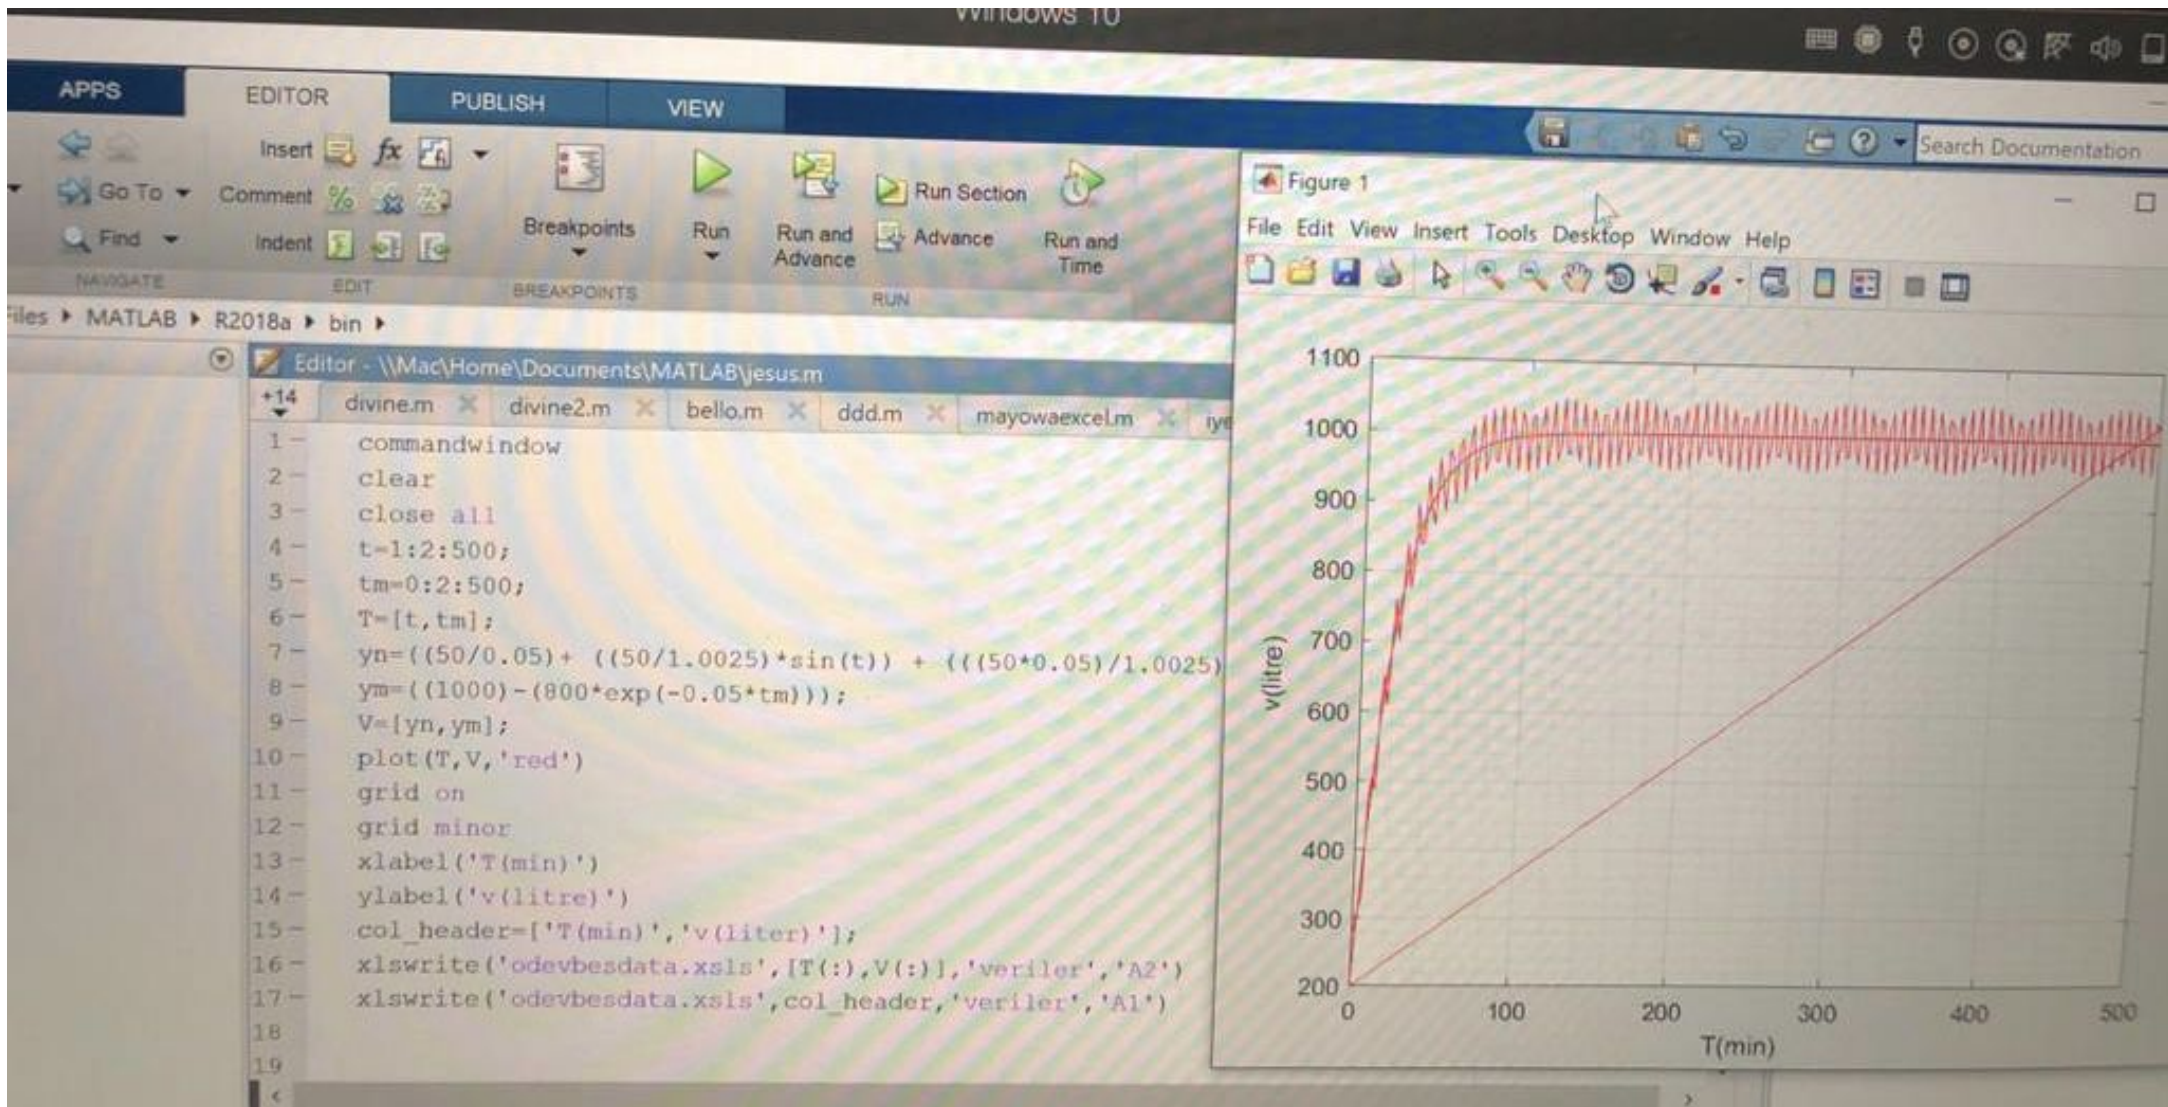 Windows 10
APPS EDITOR PUBLISH VIEW
Search Documentation
Insert fx
Go To Comment Breakpoints Run Run and Advance Run Section Run and Time
Find Indent Advance
NAVIGATE EDIT BREAKPOINTS RUN
Files MATLAB R2018a bin
Editor - \\Mac\Home\Documents\MATLAB\jesus.m
+14 divine.m divine2.m bello.m ddd.m mayowaexcel.m iye
1 commandwindow
2 clear
3 close all
4 t=1:2:500;
5 tm=0:2:500;
6 T=[t,tm];
7 yn=((50/0.05)+ ((50/1.0025)*sin(t)) + (((50*0.05)/1.0025)
8 ym=((1000)-(800*exp(-0.05*tm)));
9 V=[yn,ym];
10 plot(T,V,'red')
11 grid on
12 grid minor
13 xlabel('T(min)')
14 ylabel('v(litre)')
15 col_header=['T(min)','v(liter)'];
16 xlswrite('odevbesdata.xsls',[T(:),V(:)],'veriler','A2')
17 xlswrite('odevbesdata.xsls',col_header,'veriler','A1')
18
19
Figure 1
File Edit View Insert Tools Desktop Window Help
1100
1000
900
800
700
600
500
400
300
200
v(litre)
0 100 200 300 400 500
T(min)